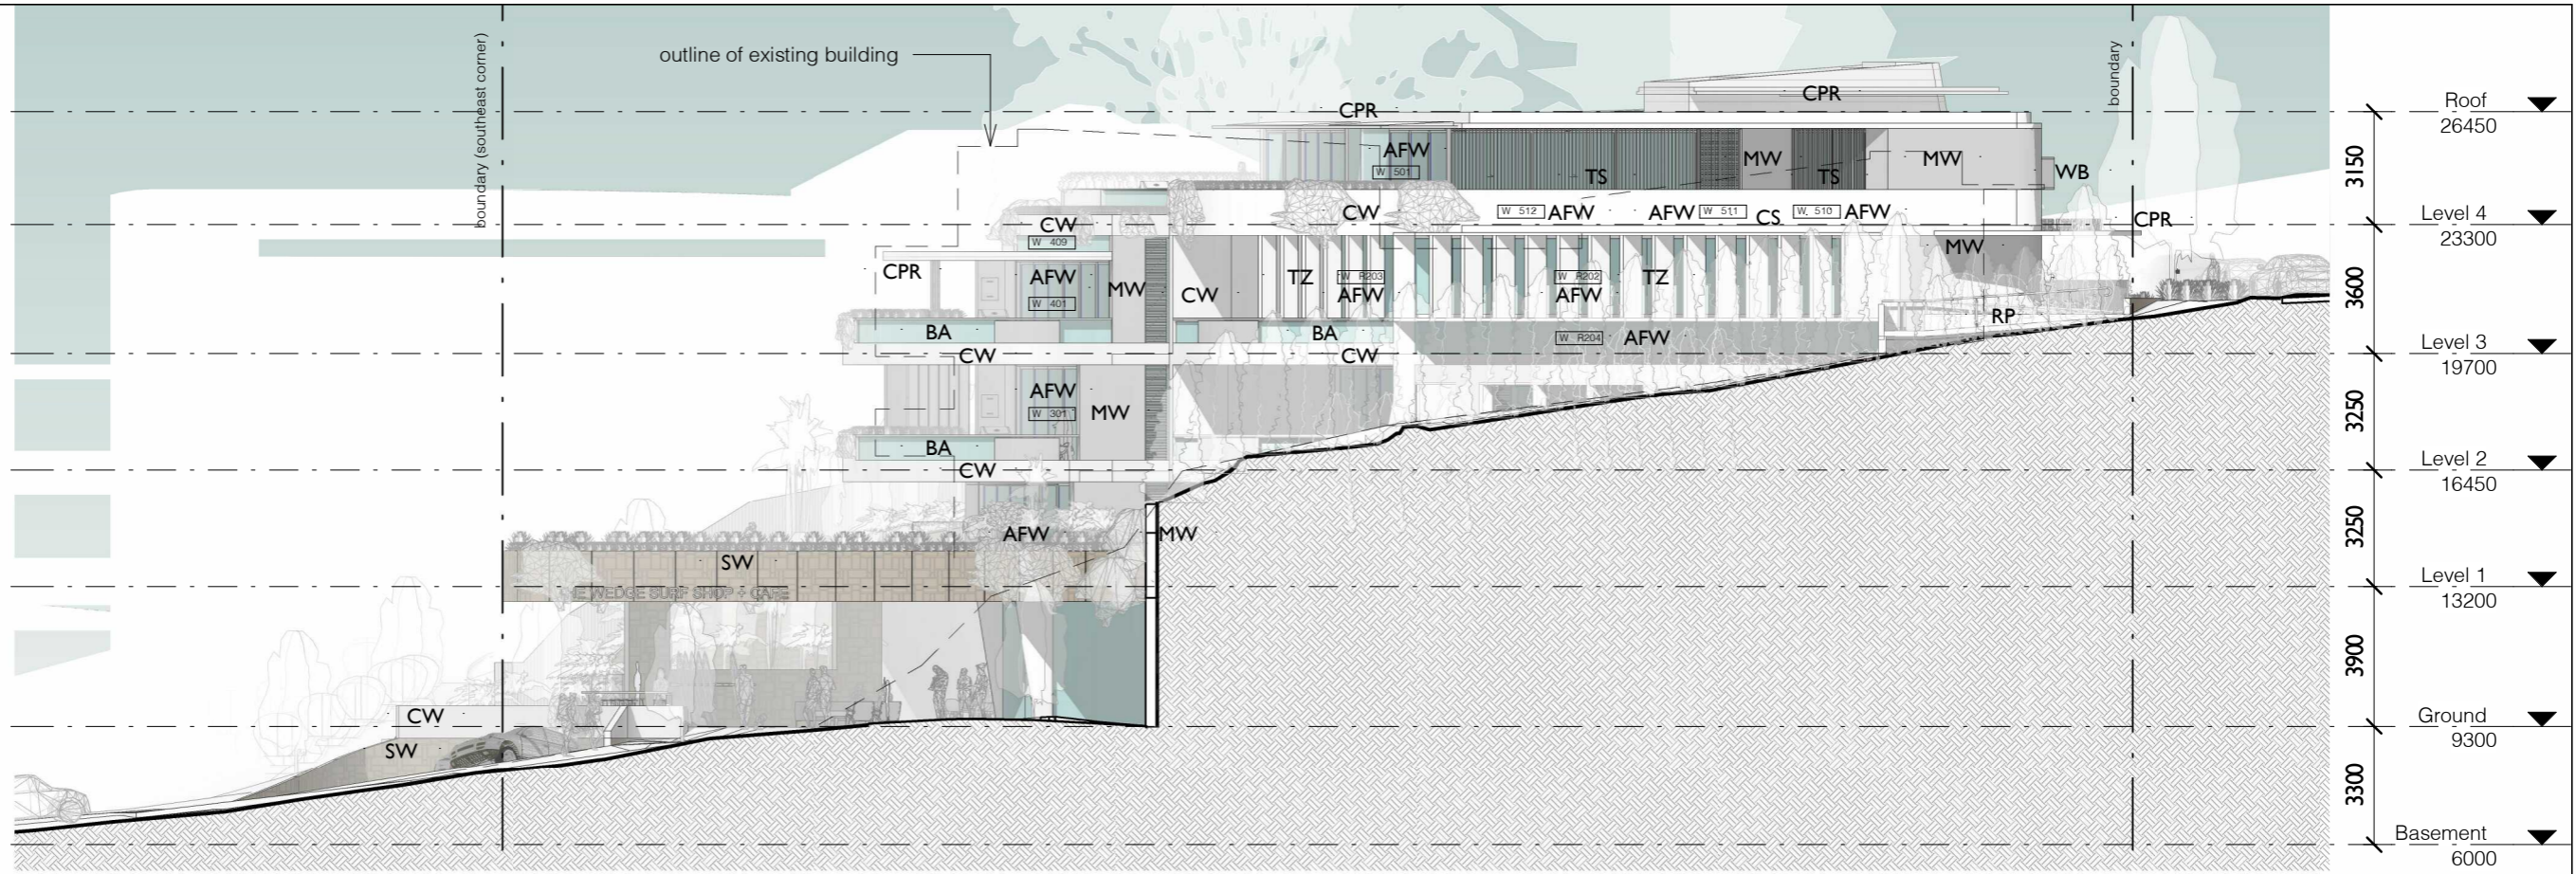 outline of existing building
boundary (southeast corner)
boundary
CPR
CPR
Roof
26450
AFW
W 501
TS
MW
TS
MW
WB
3150
CW
W 409
CW
W 512 AFW
AFW W 511
CS
W 510 AFW
CPR
Level 4
23300
CPR
AFW
W 401
MW
CW
TZ
W R203
AFW
W R202
AFW
TZ
MW
3600
BA
BA
W R204
AFW
RP
CW
CW
Level 3
19700
AFW
W 301
MW
3250
BA
CW
Level 2
16450
AFW
MW
3250
SW
Level 1
13200
WEDGE SURF SHOP + CAFE
3900
CW
Ground
9300
SW
3300
Basement
6000